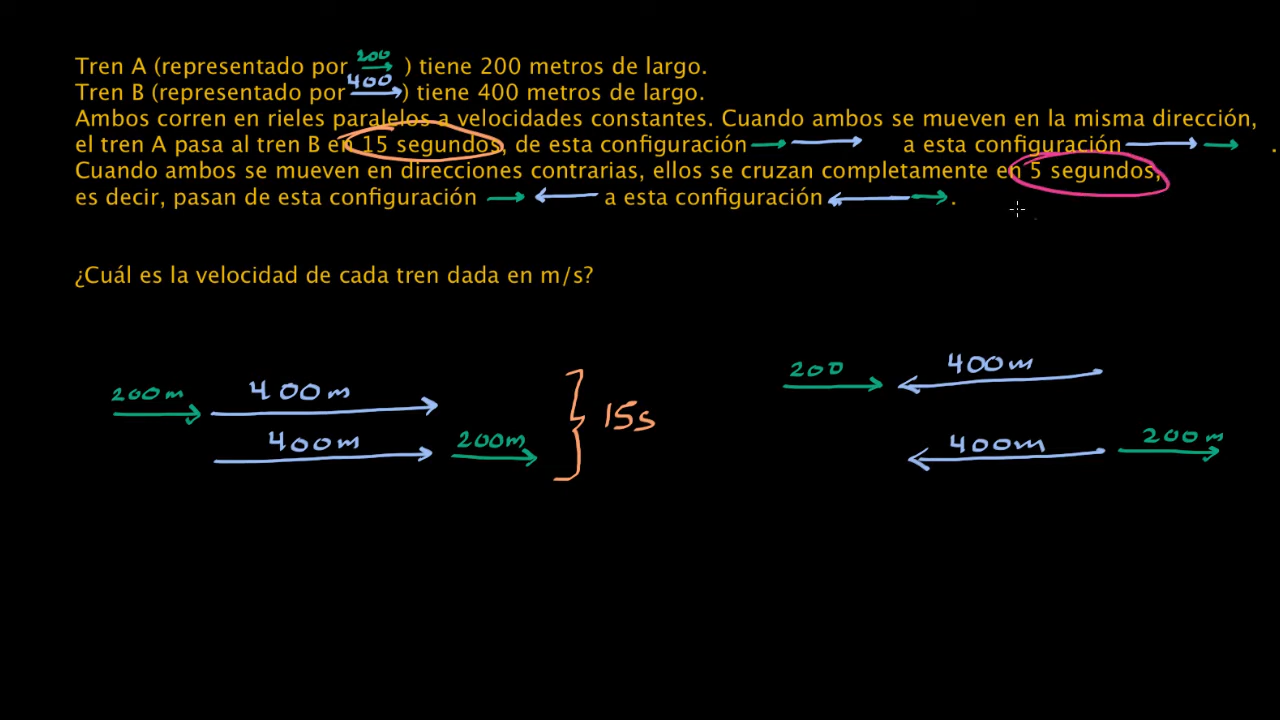 Tren A (representado por 200 ) tiene 200 metros de largo.
Tren B (representado por 400 ) tiene 400 metros de largo.
Ambos corren en rieles paralelos a velocidades constantes. Cuando ambos se mueven en la misma dirección,
el tren A pasa al tren B en 15 segundos, de esta configuración a esta configuración .
Cuando ambos se mueven en direcciones contrarias, ellos se cruzan completamente en 5 segundos,
es decir, pasan de esta configuración a esta configuración .
¿Cuál es la velocidad de cada tren dada en m/s?
200m 400m
400m 200m
15s
200 400m
400m 200m